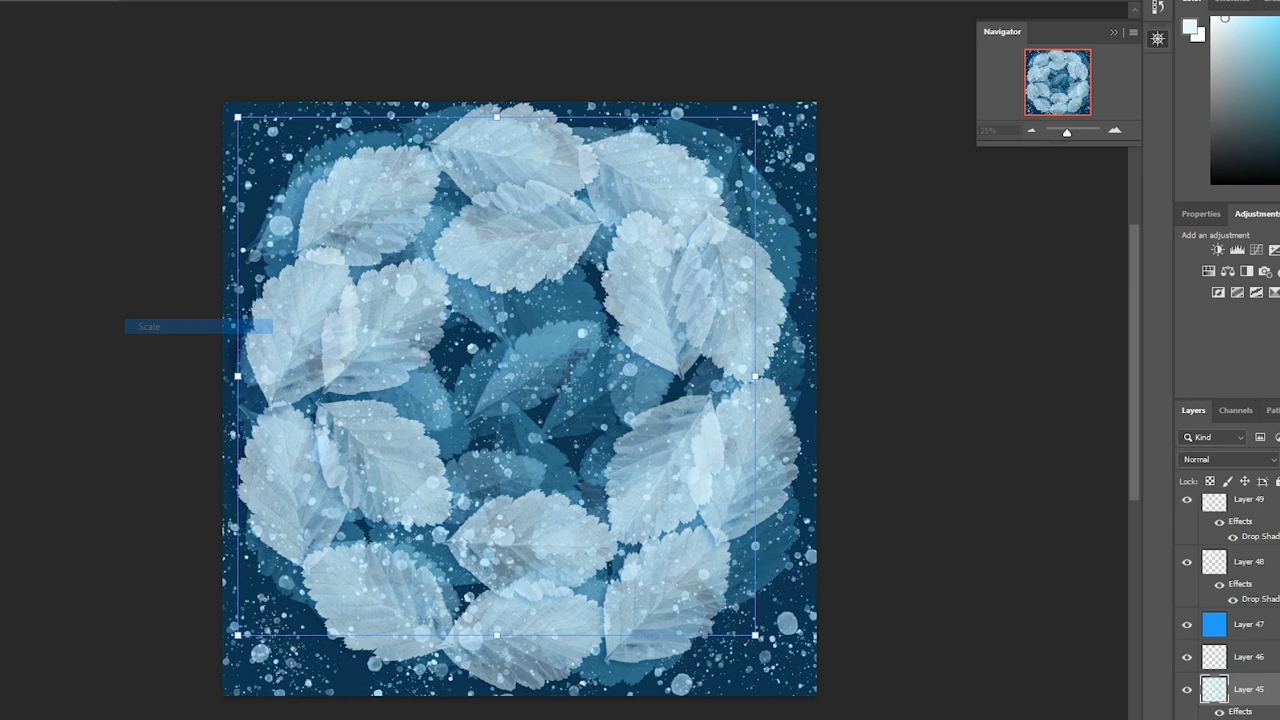 Navigator
25%
Scale
Properties
Adjustments
Add an adjustment
Layers
Channels
Kind
Normal
Lock:
Layer 49
Effects
Drop Shad
Layer 48
Effects
Drop Shad
Layer 47
Layer 46
Layer 45
Effects